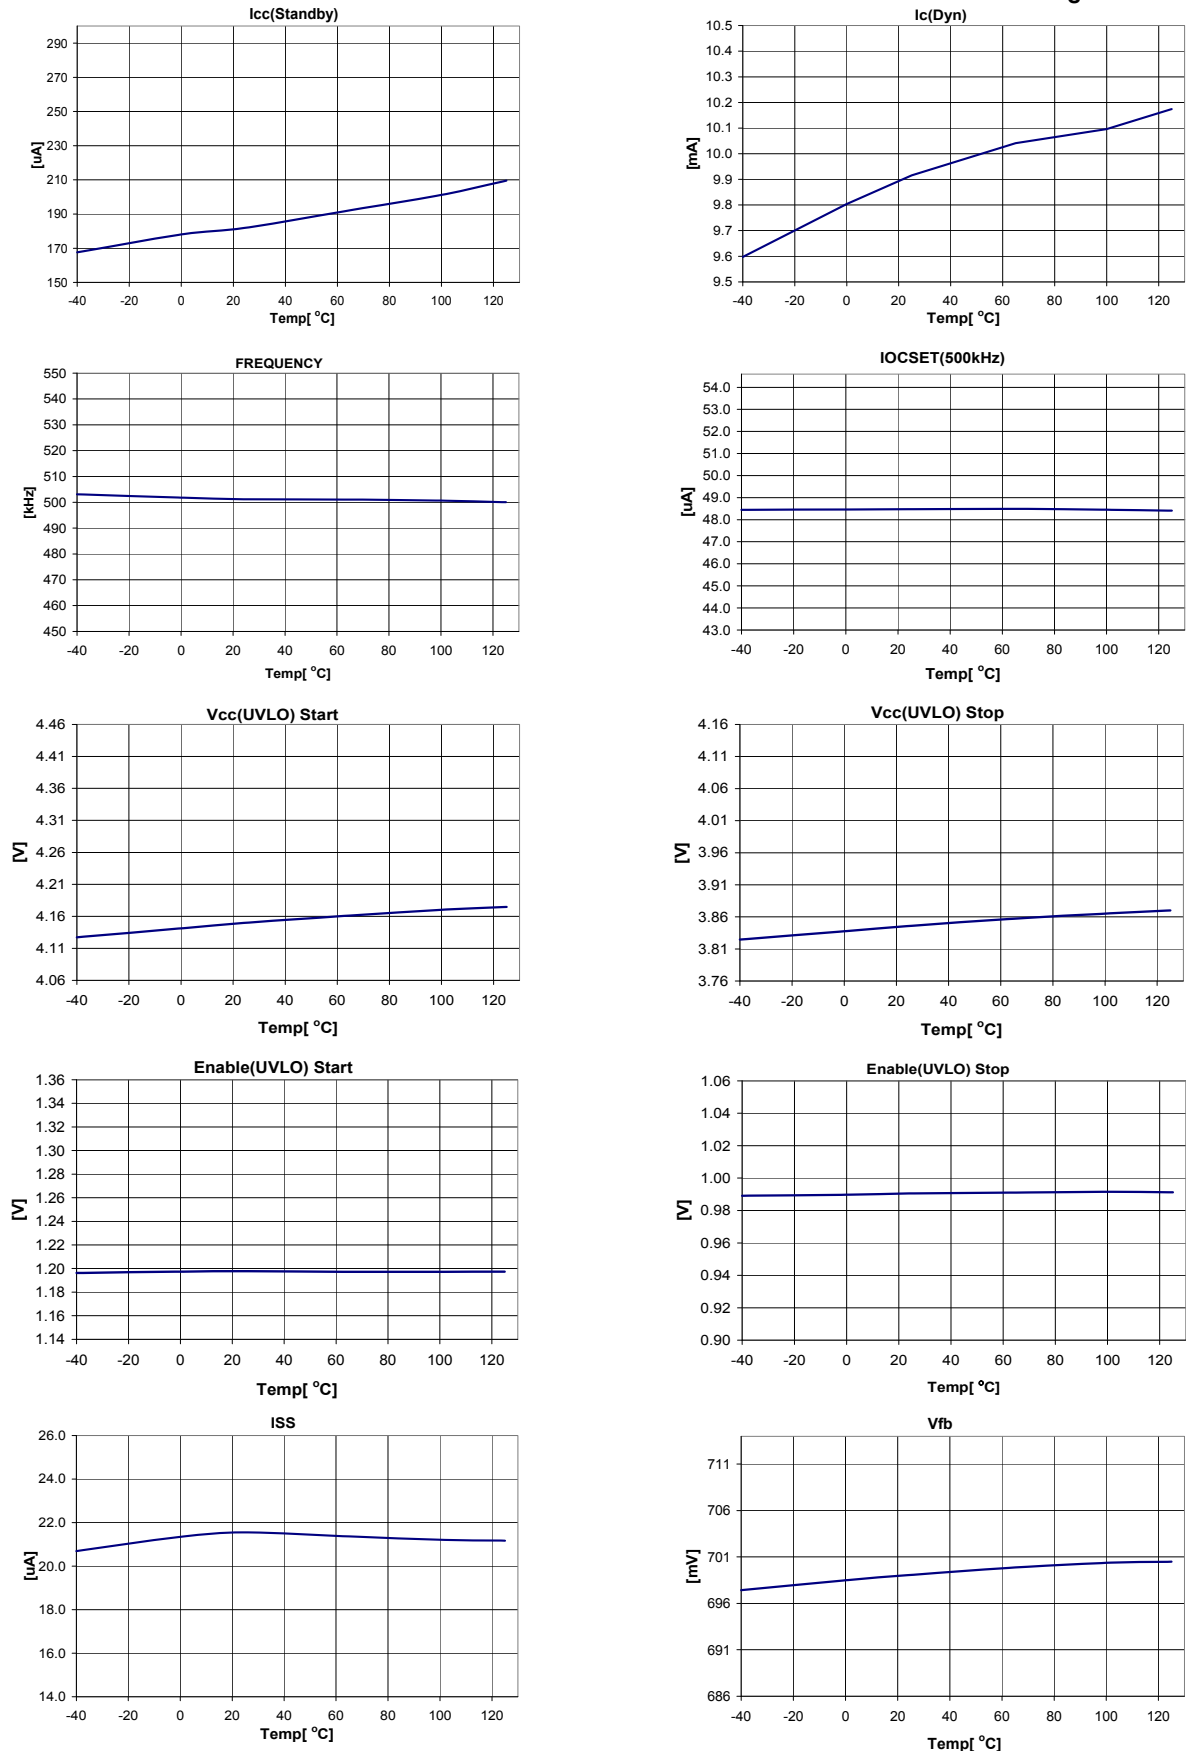 Icc(Standby)
290
270
250
230
210
190
170
150
[uA]
-40 -20 0 20 40 60 80 100 120
Temp[ °C]
Ic(Dyn)
10.5
10.4
10.3
10.2
10.1
10.0
9.9
9.8
9.7
9.6
9.5
[mA]
-40 -20 0 20 40 60 80 100 120
Temp[ °C]
FREQUENCY
550
540
530
520
510
500
490
480
470
460
450
[kHz]
-40 -20 0 20 40 60 80 100 120
Temp[ °C]
IOCSET(500kHz)
54.0
53.0
52.0
51.0
50.0
49.0
48.0
47.0
46.0
45.0
44.0
43.0
[uA]
-40 -20 0 20 40 60 80 100 120
Temp[ °C]
Vcc(UVLO) Start
4.46
4.41
4.36
4.31
4.26
4.21
4.16
4.11
4.06
[V]
-40 -20 0 20 40 60 80 100 120
Temp[ °C]
Vcc(UVLO) Stop
4.16
4.11
4.06
4.01
3.96
3.91
3.86
3.81
3.76
[V]
-40 -20 0 20 40 60 80 100 120
Temp[ °C]
Enable(UVLO) Start
1.36
1.34
1.32
1.30
1.28
1.26
1.24
1.22
1.20
1.18
1.16
1.14
[V]
-40 -20 0 20 40 60 80 100 120
Temp[ °C]
Enable(UVLO) Stop
1.06
1.04
1.02
1.00
0.98
0.96
0.94
0.92
0.90
[V]
-40 -20 0 20 40 60 80 100 120
Temp[ °C]
ISS
26.0
24.0
22.0
20.0
18.0
16.0
14.0
[uA]
-40 -20 0 20 40 60 80 100 120
Temp[ °C]
Vfb
711
706
701
696
691
686
[mV]
-40 -20 0 20 40 60 80 100 120
Temp[ °C]